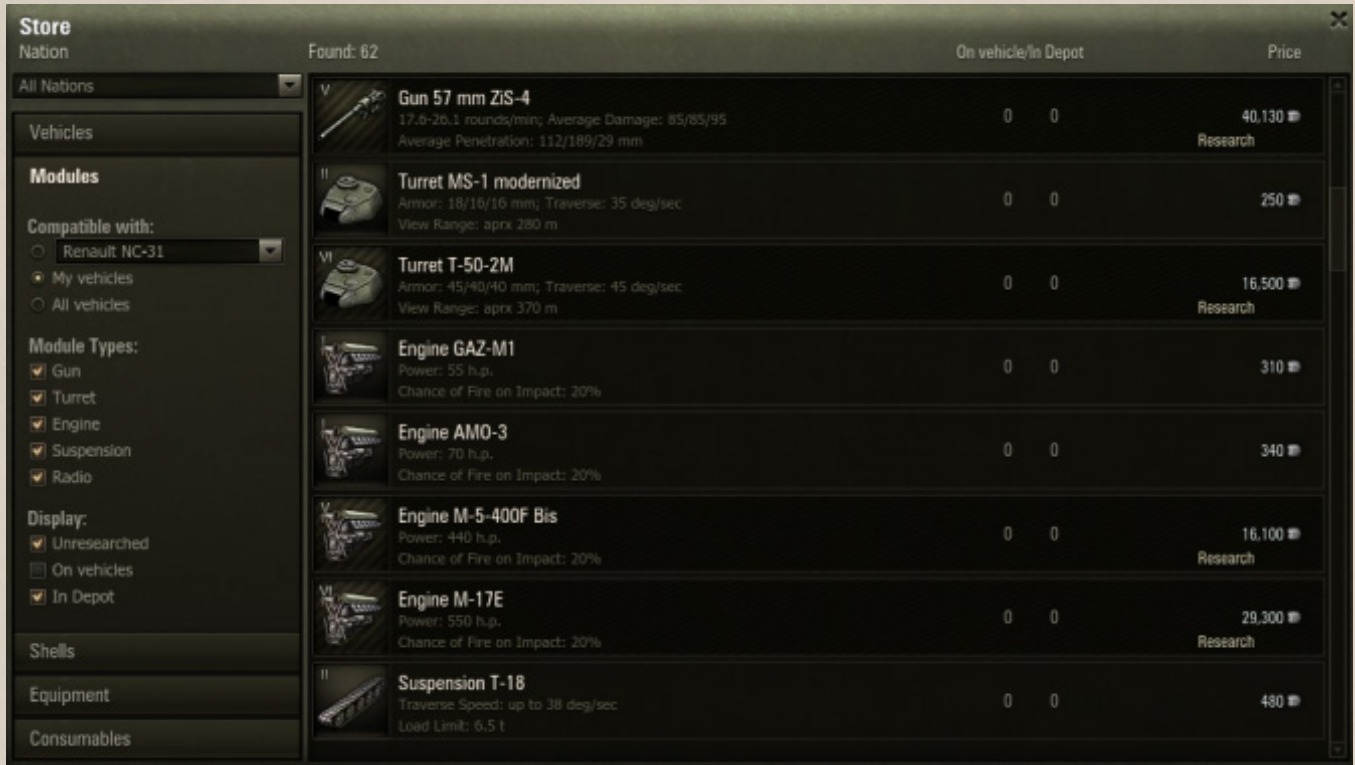 Store
Nation
Found: 62
On vehicle/In Depot
Price
All Nations
Vehicles
Modules
Compatible with:
Renault NC-31
My vehicles
All vehicles
Module Types:
Gun
Turret
Engine
Suspension
Radio
Display:
Unresearched
On vehicles
In Depot
Shells
Equipment
Consumables
V
Gun 57 mm ZiS-4
17.6-26.1 rounds/min; Average Damage: 85/85/95
Average Penetration: 112/189/29 mm
0 0
40,130
Research
II
Turret MS-1 modernized
Armor: 18/16/16 mm; Traverse: 35 deg/sec
View Range: aprx 280 m
0 0
250
VI
Turret T-50-2M
Armor: 45/40/40 mm; Traverse: 45 deg/sec
View Range: aprx 370 m
0 0
16,500
Research
Engine GAZ-M1
Power: 55 h.p.
Chance of Fire on Impact: 20%
0 0
310
Engine AMO-3
Power: 70 h.p.
Chance of Fire on Impact: 20%
0 0
340
V
Engine M-5-400F Bis
Power: 440 h.p.
Chance of Fire on Impact: 20%
0 0
16,100
Research
VI
Engine M-17E
Power: 550 h.p.
Chance of Fire on Impact: 20%
0 0
29,300
Research
II
Suspension T-18
Traverse Speed: up to 38 deg/sec
Load Limit: 6.5 t
0 0
480